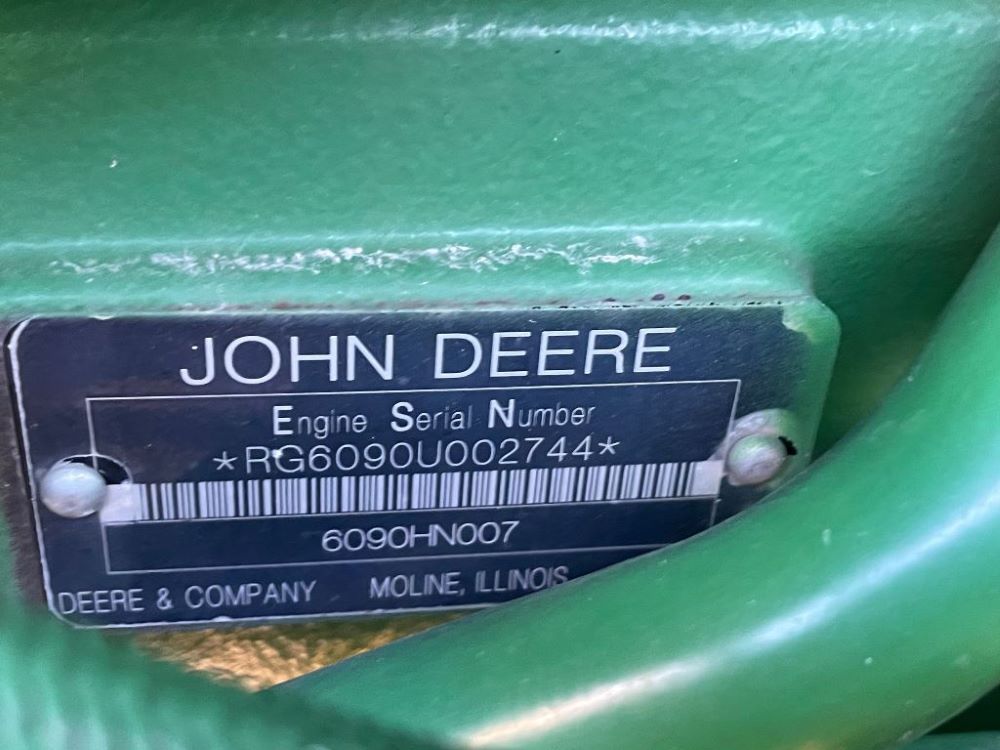 JOHN DEERE
Engine Serial Number
*RG6090U002744*
6090HN007
DEERE & COMPANY MOLINE, ILLINOIS